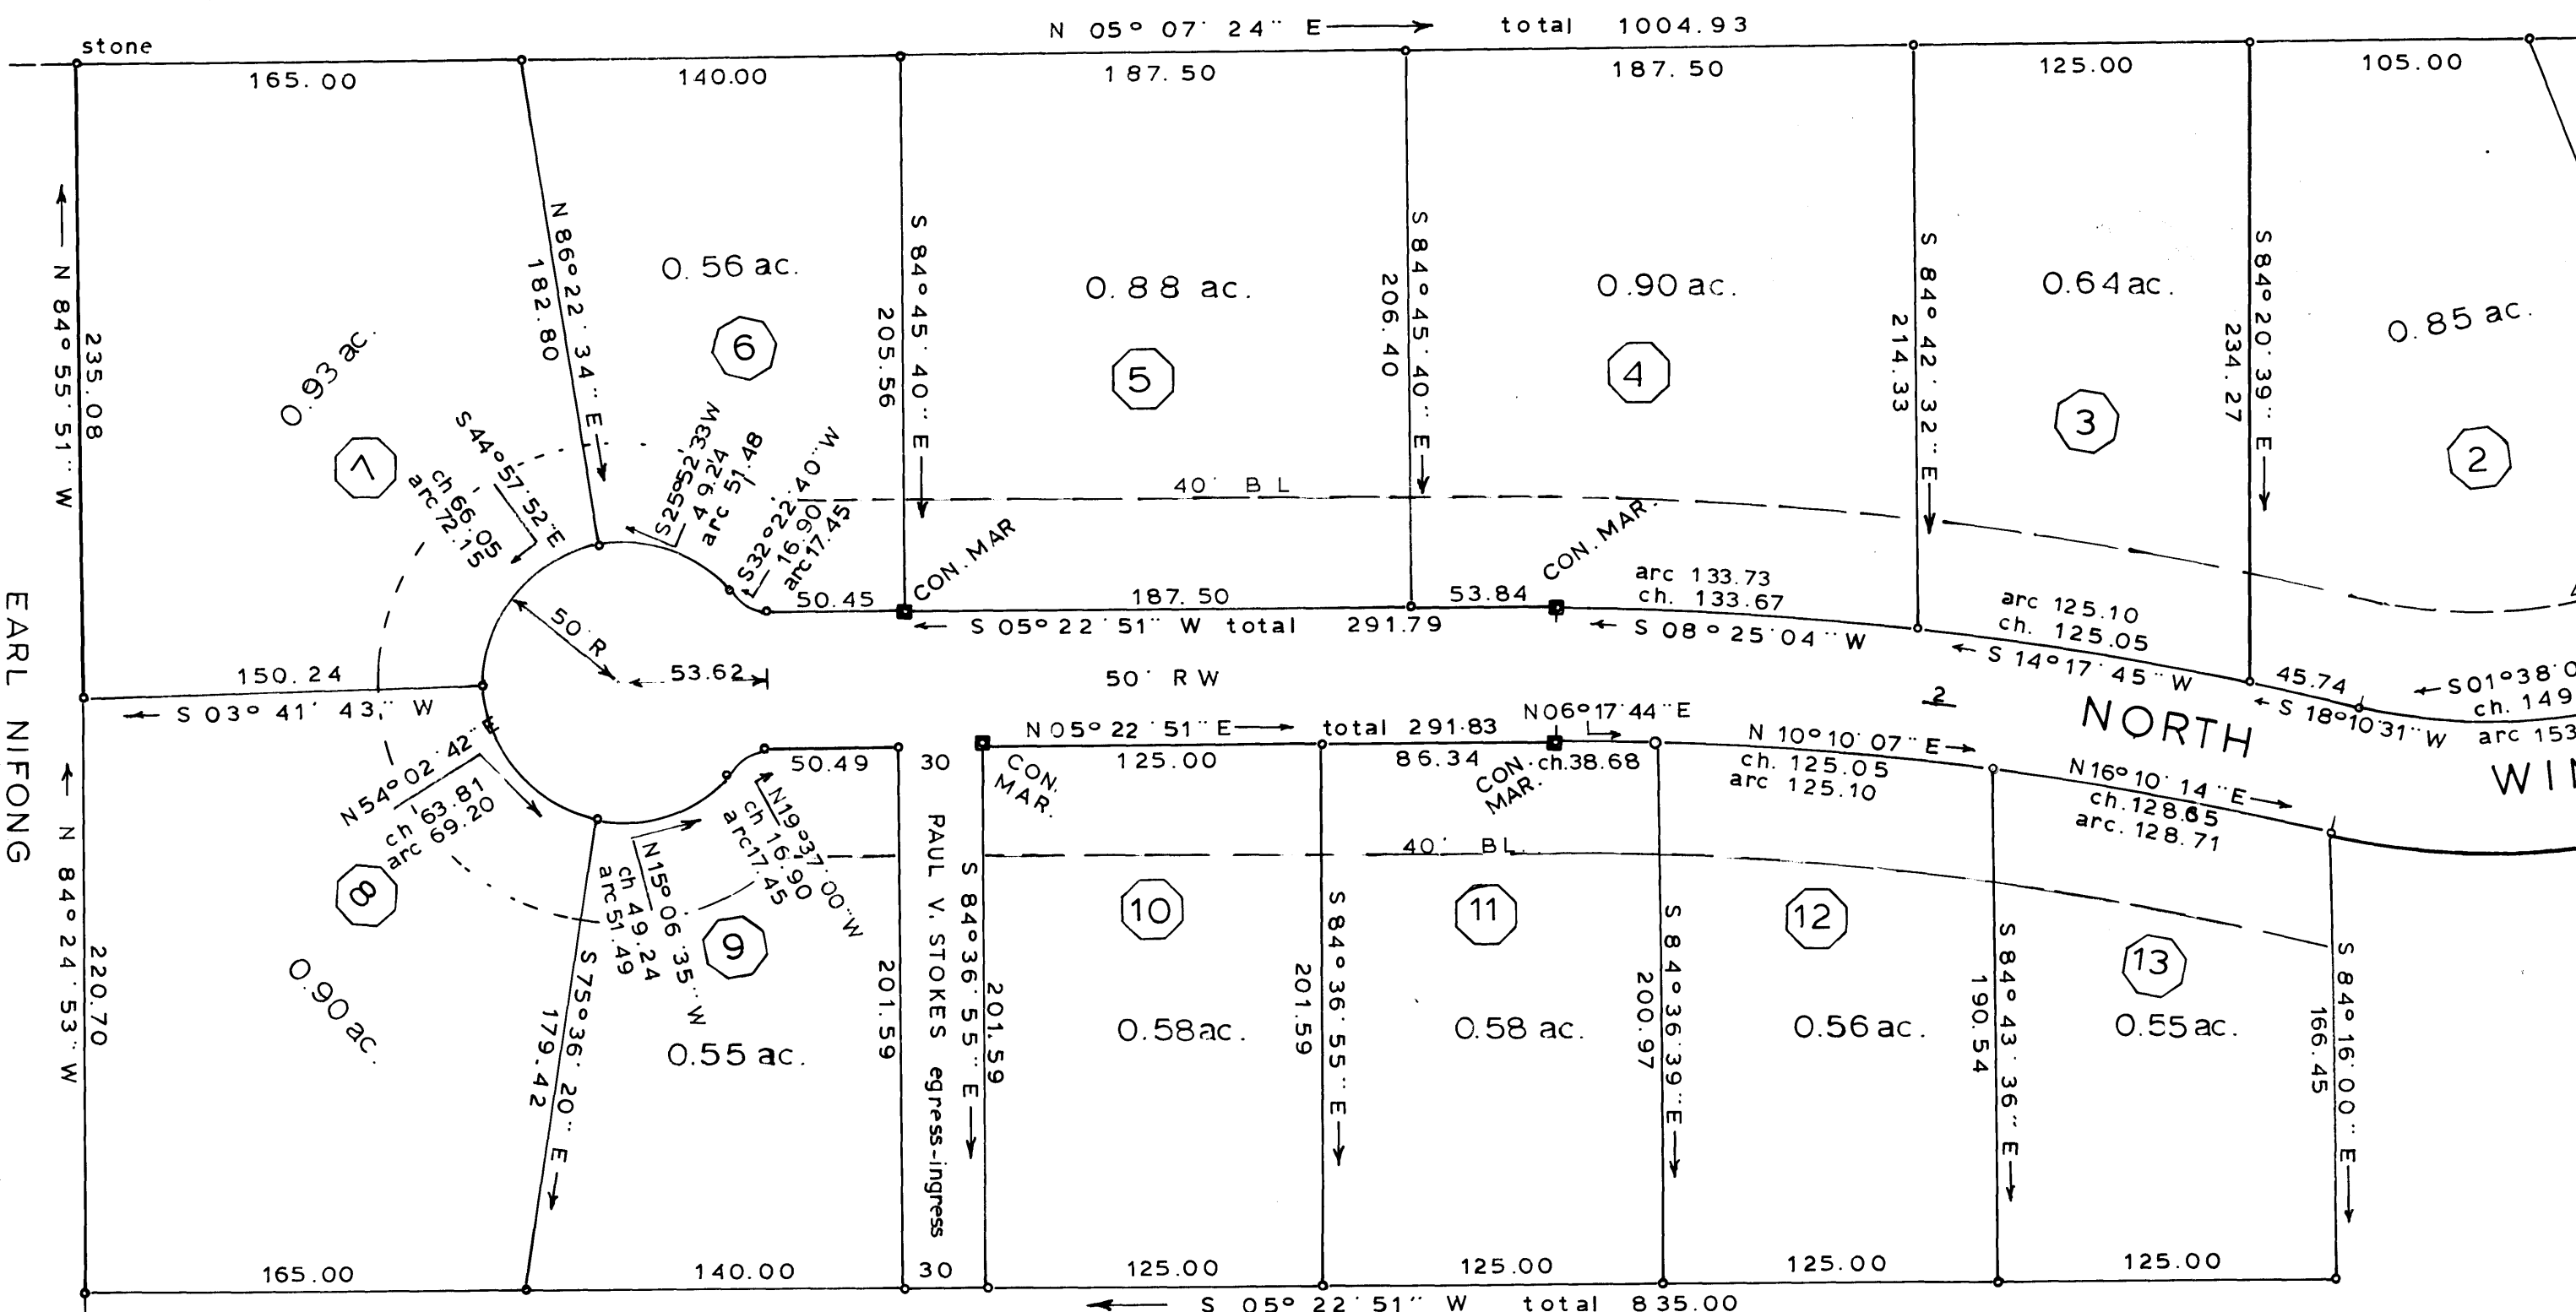 N 05° 07' 24" E total 1004.93
stone
165.00
140.00
187.50
187.50
125.00
105.00
N 84° 55' 51" W
235.08
N 86° 22' 34" E
182.80
0.56 ac.
6
S 84° 45' 40" E
205.56
0.88 ac.
5
S 84° 45' 40" E
206.40
0.90 ac.
4
S 84° 42' 32" E
214.33
0.64 ac.
3
S 84° 20' 39" E
234.27
0.85 ac.
2
0.93 ac.
7
S 44° 57' 52" E
ch 66.05
arc 72.15
S 25° 52' 33 W
49.24
arc 51.48
S 32° 22' 40" W
16.90
arc 17.45
40' BL
CON. MAR
CON. MAR.
50.45
187.50
53.84
arc 133.73
ch. 133.67
arc 125.10
ch. 125.05
S 05° 22' 51" W total 291.79
S 08° 25' 04" W
S 14° 17' 45" W
45.74
S 18° 10' 31" W
S 01° 38' 0
ch. 149
arc 153
50' R
53.62
50' RW
2
NORTH
WIN
EARL NIFONG
150.24
S 03° 41' 43" W
N 05° 22' 51" E total 291.83
N 06° 17' 44" E
50.49
30
CON.
MAR.
125.00
86.34
CON.
MAR.
ch. 38.68
N 10° 10' 07" E
ch. 125.05
arc 125.10
N 16° 10' 14" E
ch. 128.65
arc. 128.71
N 54° 02' 42" E
ch 63.81
arc 69.20
N 19° 37' 00" W
ch 16.90
arc 17.45
N 15° 06' 35" W
ch 49.24
arc 51.49
40' BL.
N 84° 24' 53" W
220.70
8
0.90 ac.
S 75° 36' 20" E
179.42
9
0.55 ac.
201.59
PAUL V. STOKES egress-ingress
S 84° 36' 55" E
201.59
10
0.58 ac.
S 84° 36' 55" E
201.59
11
0.58 ac.
S 84° 36' 39" E
200.97
12
0.56 ac.
S 84° 43' 36" E
190.54
13
0.55 ac.
S 84° 16' 00" E
166.45
165.00
140.00
30
125.00
125.00
125.00
125.00
S 05° 22' 51" W total 835.00